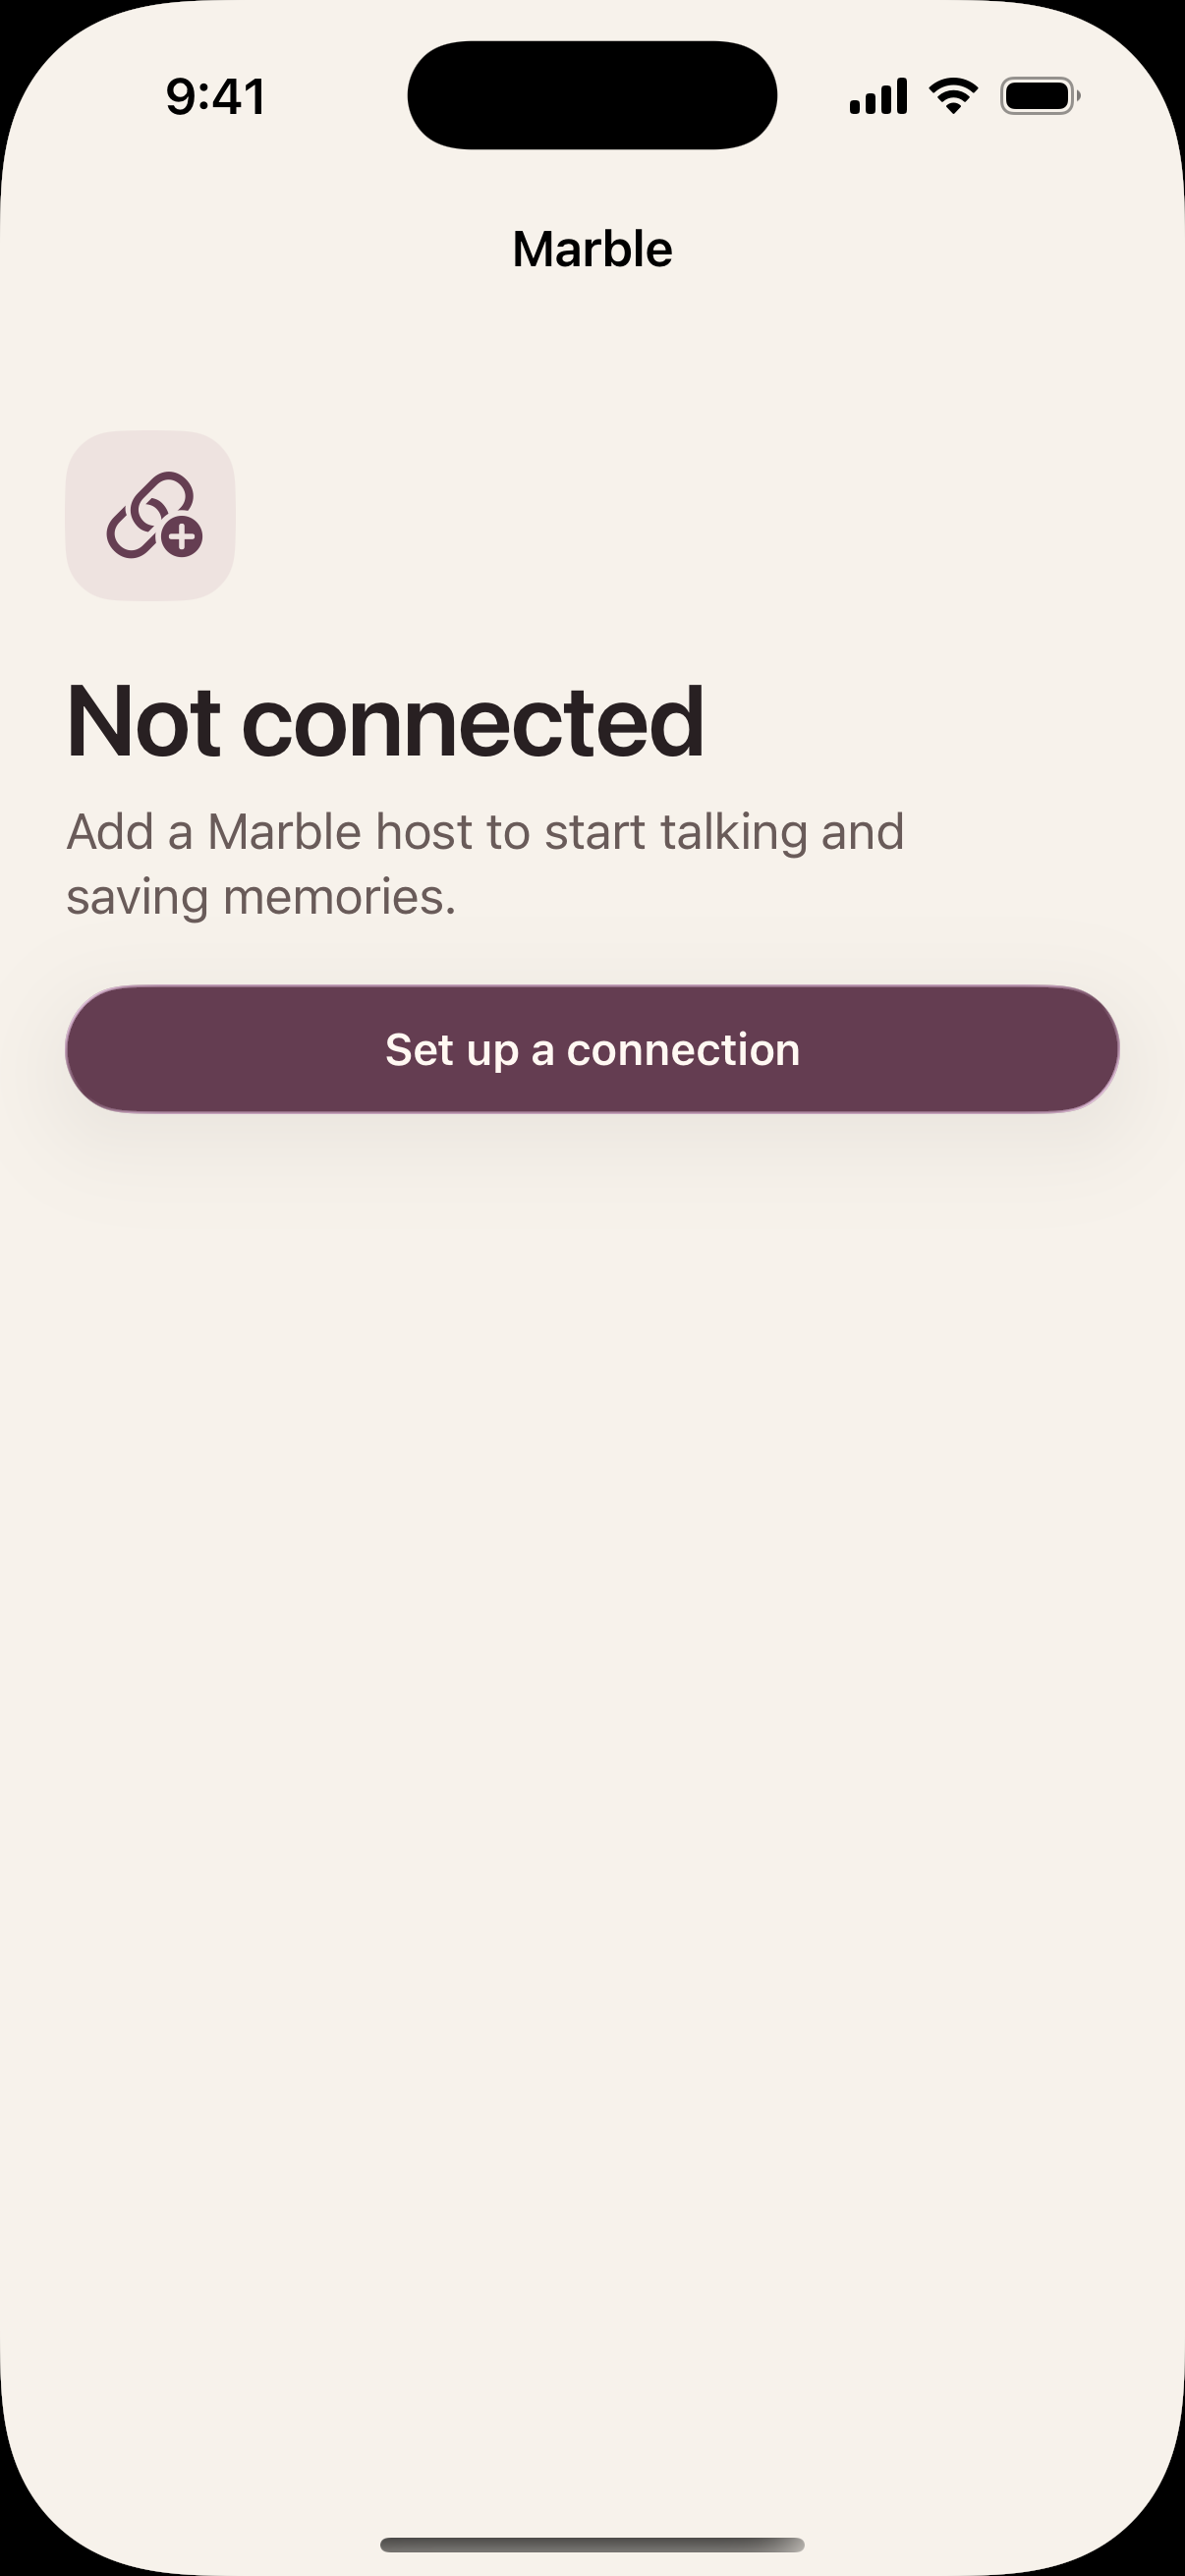 9:41
Marble
Not connected
Add a Marble host to start talking and
saving memories.
Set up a connection